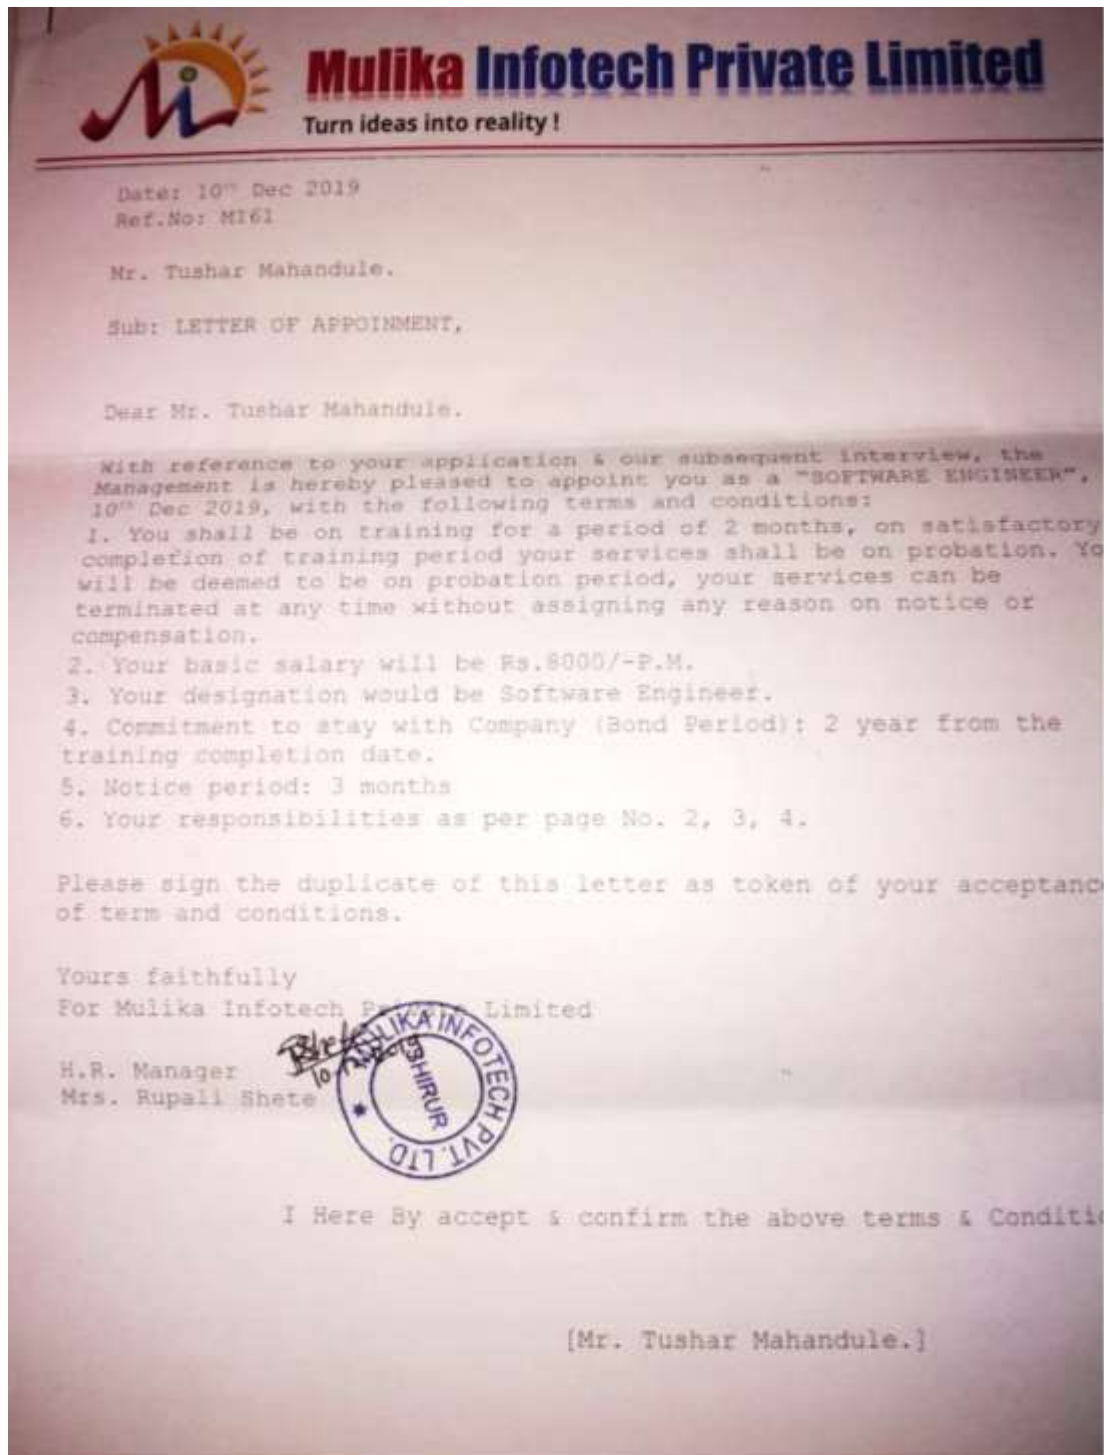 Mulika Infotech Private Limited
Turn ideas into reality !
Date: 10th Dec 2019
Ref.No: MI61
Mr. Tushar Mahandule.
Sub: LETTER OF APPOINMENT,
Dear Mr. Tushar Mahandule.
With reference to your application & our subsequent interview, the
Management is hereby pleased to appoint you as a "SOFTWARE ENGINEER",
10th Dec 2019, with the following terms and conditions:
1. You shall be on training for a period of 2 months, on satisfactory
completion of training period your services shall be on probation. Yo
will be deemed to be on probation period, your services can be
terminated at any time without assigning any reason on notice or
compensation.
2. Your basic salary will be Rs.8000/-P.M.
3. Your designation would be Software Engineer.
4. Commitment to stay with Company (Bond Period): 2 year from the
training completion date.
5. Notice period: 3 months
6. Your responsibilities as per page No. 2, 3, 4.
Please sign the duplicate of this letter as token of your acceptanc
of term and conditions.
Yours faithfully
For Mulika Infotech Private Limited
H.R. Manager
Mrs. Rupali Shete
MULIKA INFOTECH PVT. LTD.
SHIRUR
I Here By accept & confirm the above terms & Conditio
[Mr. Tushar Mahandule.]